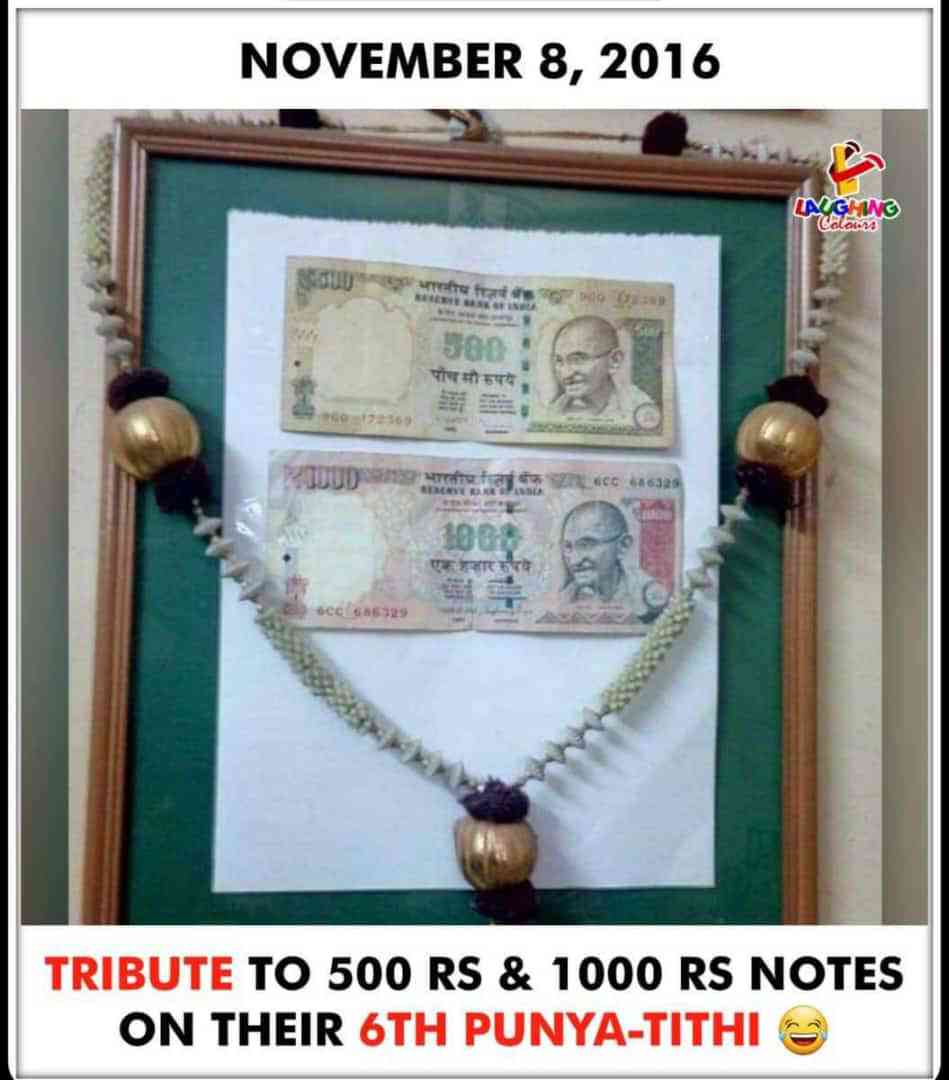 NOVEMBER 8, 2016
LAUGHING
Colours
500
भारतीय रिज़र्व बैंक
RESERVE BANK OF INDIA
500
500
पाँच सौ रुपये
1000
भारतीय रिज़र्व बैंक
6CC 686329
RESERVE BANK OF INDIA
1000
1000
एक हज़ार रुपये
6CC 686329
TRIBUTE TO 500 RS & 1000 RS NOTES
ON THEIR 6TH PUNYA-TITHI 😂